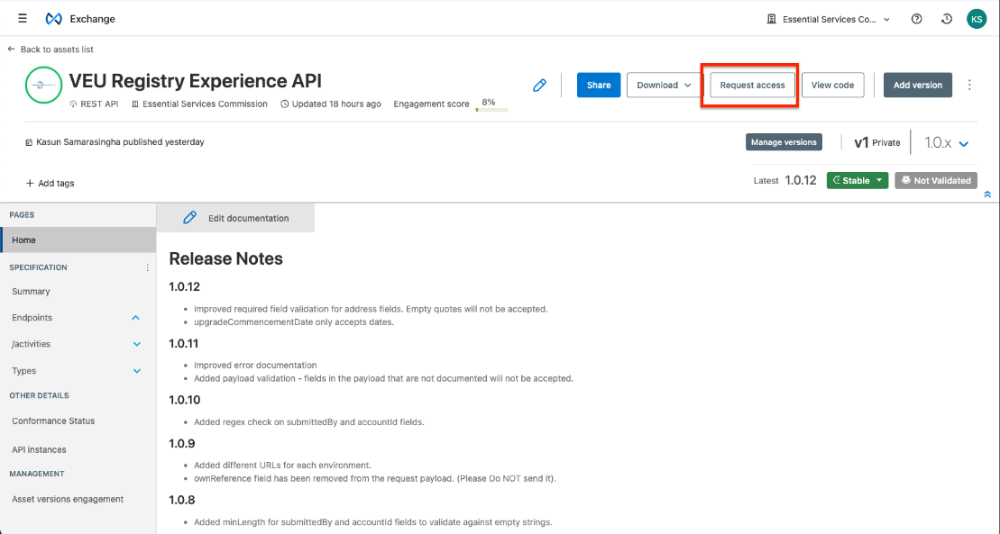 Exchange
Essential Services Co...
KS
Back to assets list
VEU Registry Experience API
Share
Download
Request access
View code
Add version
REST API
Essential Services Commission
Updated 18 hours ago
Engagement score
8%
Kasun Samarasingha published yesterday
Manage versions
v1 Private
1.0.x
Add tags
Latest 1.0.12
Stable
Not Validated
PAGES
Home
SPECIFICATION
Summary
Endpoints
/activities
Types
OTHER DETAILS
Conformance Status
API instances
MANAGEMENT
Asset versions engagement
Edit documentation
Release Notes
1.0.12
• Improved required field validation for address fields. Empty quotes will not be accepted.
• upgradeCommencementDate only accepts dates.
1.0.11
• Improved error documentation
• Added payload validation - fields in the payload that are not documented will not be accepted.
1.0.10
• Added regex check on submittedBy and accountId fields.
1.0.9
• Added different URLs for each environment.
• ownReference field has been removed from the request payload. (Please Do NOT send it).
1.0.8
• Added minLength for submittedBy and accountId fields to validate against empty strings.